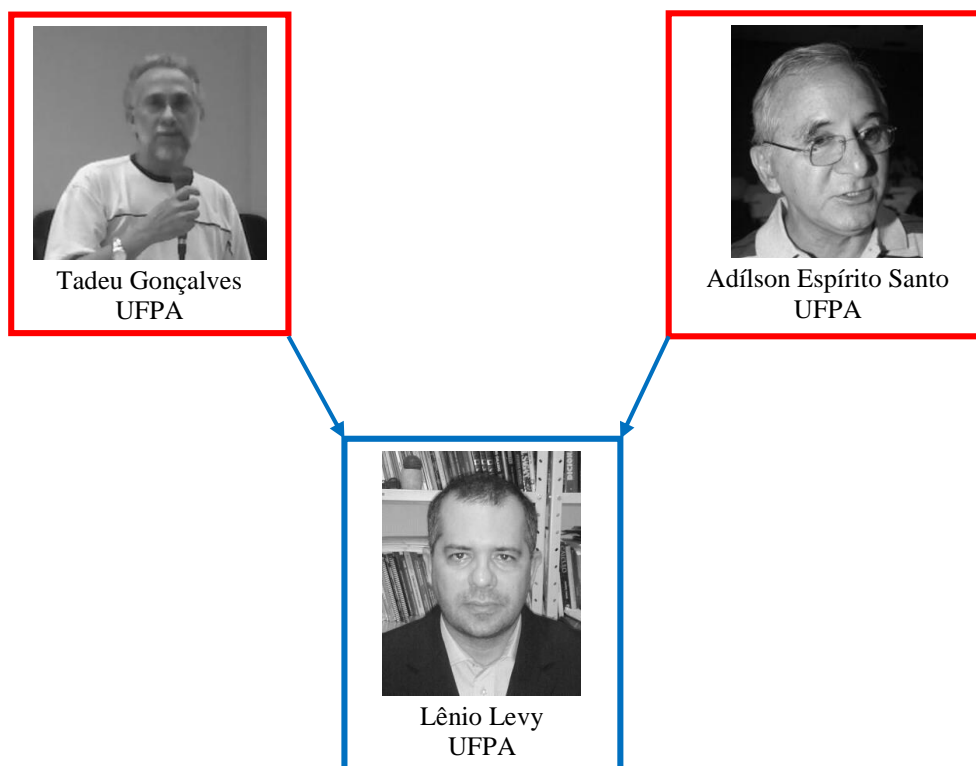 Tadeu Gonçalves
UFPA
Adílson Espírito Santo
UFPA
Lênio Levy
UFPA